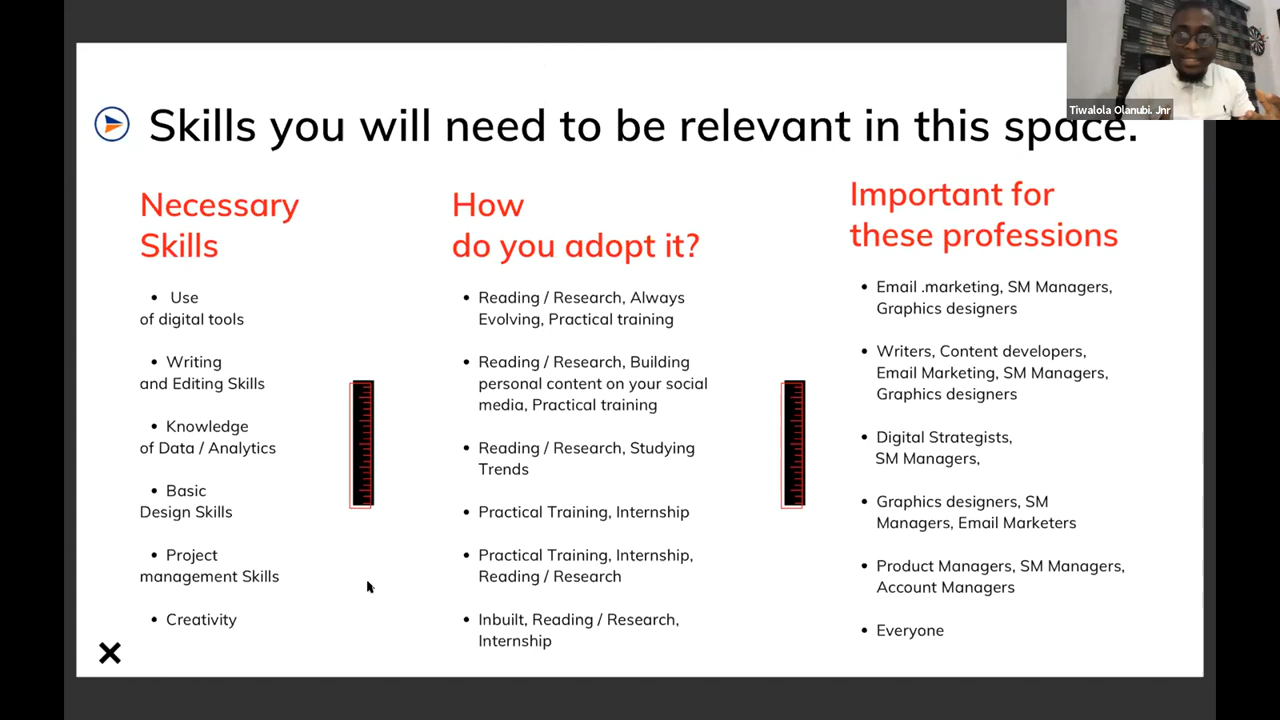 Tiwalola Olanubi. Jnr
Skills you will need to be relevant in this space.
Necessary
Skills
• Use
of digital tools
• Writing
and Editing Skills
• Knowledge
of Data / Analytics
• Basic
Design Skills
• Project
management Skills
• Creativity
How
do you adopt it?
• Reading / Research, Always
Evolving, Practical training
• Reading / Research, Building
personal content on your social
media, Practical training
• Reading / Research, Studying
Trends
• Practical Training, Internship
• Practical Training, Internship,
Reading / Research
• Inbuilt, Reading / Research,
Internship
Important for
these professions
• Email .marketing, SM Managers,
Graphics designers
• Writers, Content developers,
Email Marketing, SM Managers,
Graphics designers
• Digital Strategists,
SM Managers,
• Graphics designers, SM
Managers, Email Marketers
• Product Managers, SM Managers,
Account Managers
• Everyone